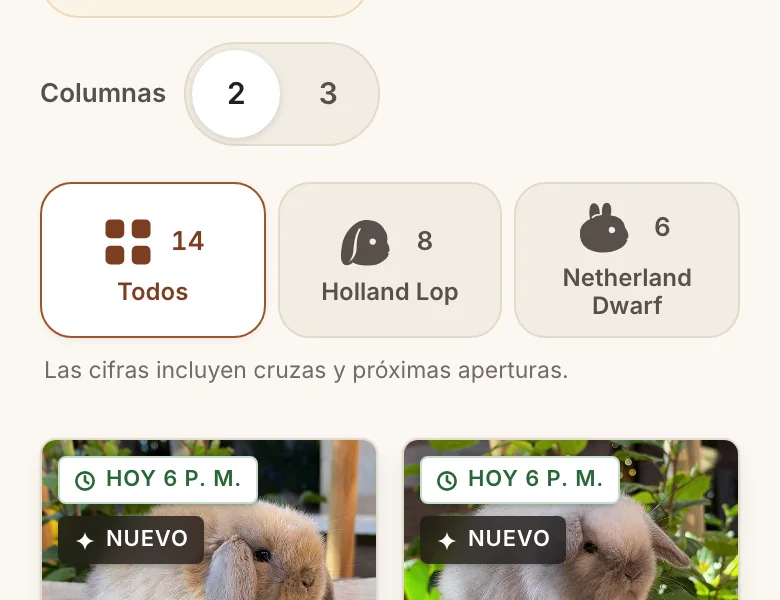 Columnas 2 3
14
Todos
8
Holland Lop
6
Netherland
Dwarf
Las cifras incluyen cruzas y próximas aperturas.
HOY 6 P. M.
NUEVO
HOY 6 P. M.
NUEVO